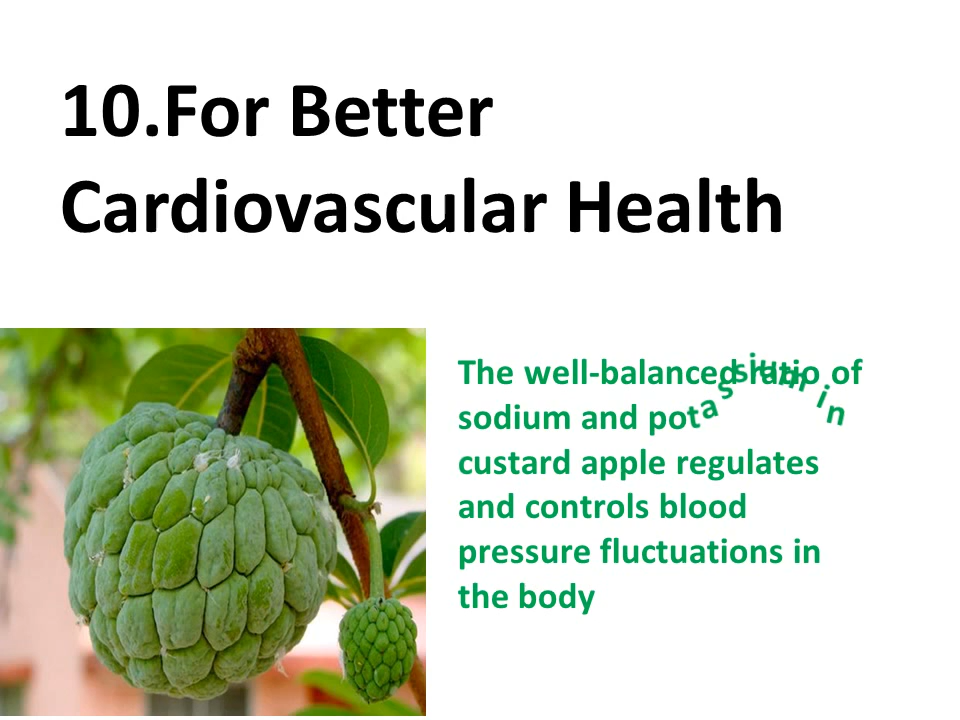 10.For Better
Cardiovascular Health
The well-balanced ratio of
sodium and potassium in
custard apple regulates
and controls blood
pressure fluctuations in
the body